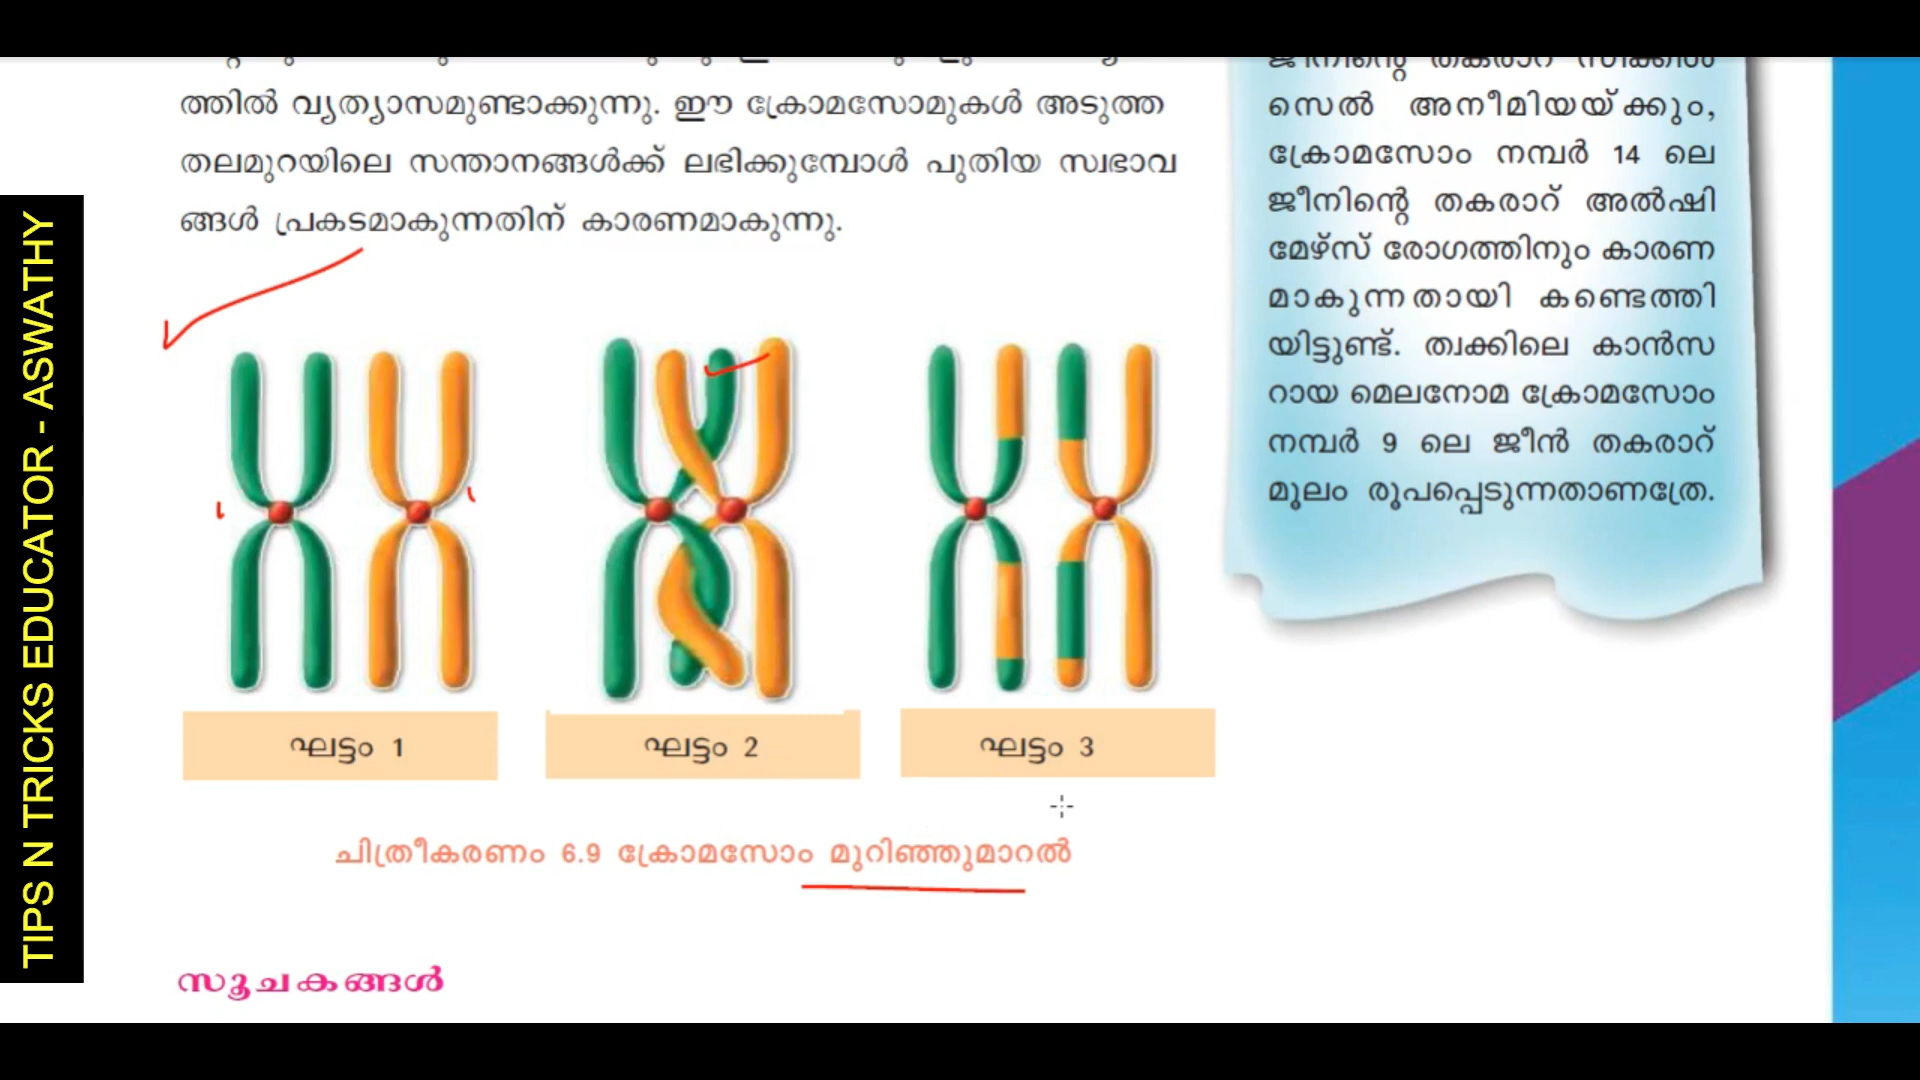 ത്തിൽ വ്യത്യാസമുണ്ടാക്കുന്നു. ഈ ക്രോമസോമുകൾ അടുത്ത
തലമുറയിലെ സന്താനങ്ങൾക്ക് ലഭിക്കുമ്പോൾ പുതിയ സ്വഭാവ
ങ്ങൾ പ്രകടമാകുന്നതിന് കാരണമാകുന്നു.
ജീനിന്റെ തകരാറ് സിക്കിൾ
സെൽ അനീമിയയ്ക്കും,
ക്രോമസോം നമ്പർ 14 ലെ
ജീനിന്റെ തകരാറ് അൽഷി
മേഴ്സ് രോഗത്തിനും കാരണ
മാകുന്നതായി കണ്ടെത്തി
യിട്ടുണ്ട്. ത്വക്കിലെ കാൻസ
റായ മെലനോമ ക്രോമസോം
നമ്പർ 9 ലെ ജീൻ തകരാറ്
മൂലം രൂപപ്പെടുന്നതാണത്രേ.
ഘട്ടം 1
ഘട്ടം 2
ഘട്ടം 3
ചിത്രീകരണം 6.9 ക്രോമസോം മുറിഞ്ഞുമാറൽ
സൂചകങ്ങൾ
TIPS N TRICKS EDUCATOR - ASWATHY